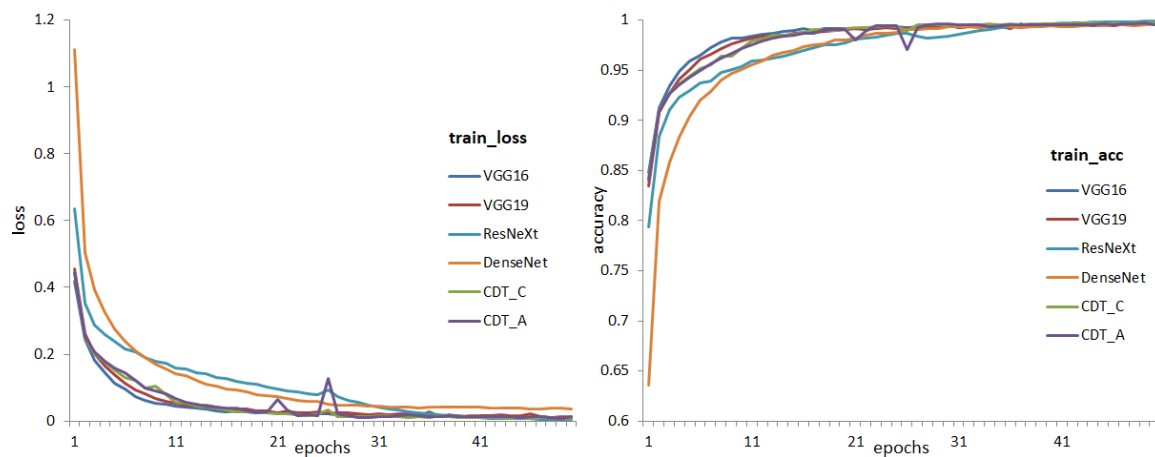 1.2
1
0.8
0.6
0.4
0.2
0
loss
1
11
21
31
41
epochs
train_loss
VGG16
VGG19
ResNeXt
DenseNet
CDT_C
CDT_A
1
0.95
0.9
0.85
0.8
0.75
0.7
0.65
0.6
accuracy
1
11
21
31
41
epochs
train_acc
VGG16
VGG19
ResNeXt
DenseNet
CDT_C
CDT_A